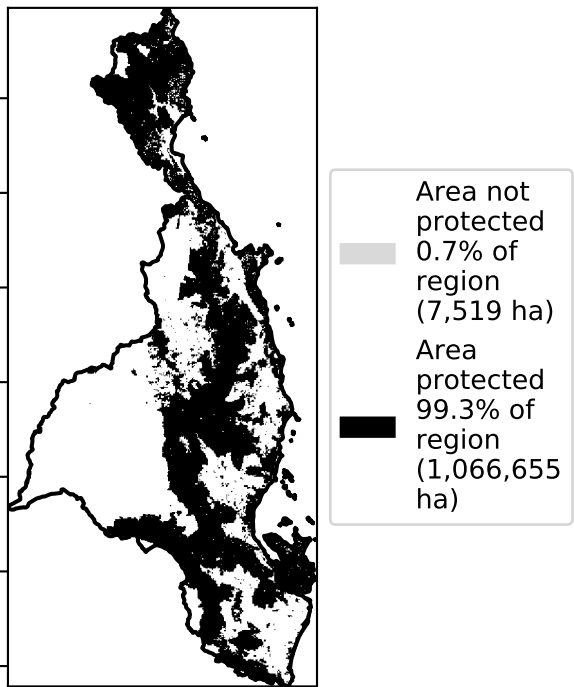 Area not
protected
0.7% of
region
(7,519 ha)
Area
protected
99.3% of
region
(1,066,655
ha)